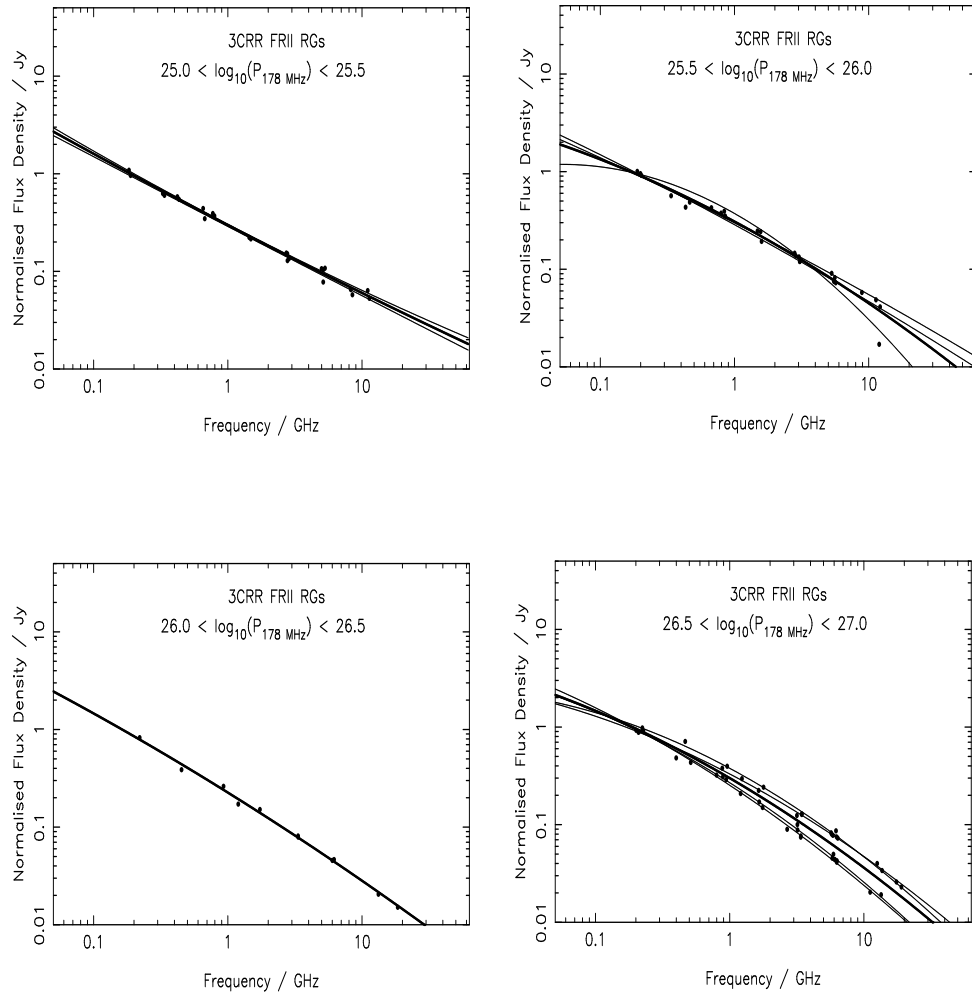 3CRR FRII RGs
25.0 < log10(P178 MHz) < 25.5
Normalised Flux Density / Jy
10
1
0.1
0.01
0.1
1
10
Frequency / GHz
3CRR FRII RGs
25.5 < log10(P178 MHz) < 26.0
Normalised Flux Density / Jy
10
1
0.1
0.01
0.1
1
10
Frequency / GHz
3CRR FRII RGs
26.0 < log10(P178 MHz) < 26.5
Normalised Flux Density / Jy
10
1
0.1
0.01
0.1
1
10
Frequency / GHz
3CRR FRII RGs
26.5 < log10(P178 MHz) < 27.0
Normalised Flux Density / Jy
10
1
0.1
0.01
0.1
1
10
Frequency / GHz